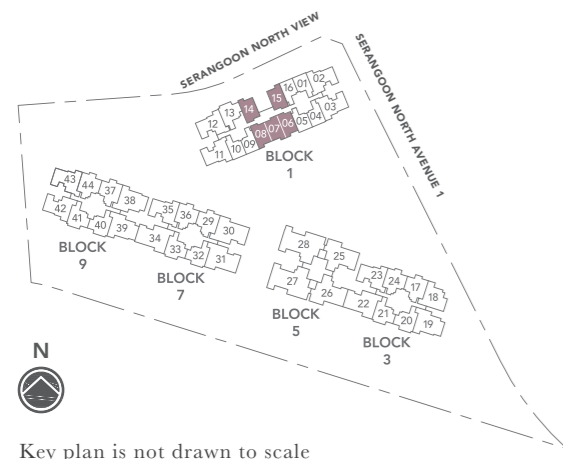 SERANGOON NORTH VIEW
SERANGOON NORTH AVENUE 1
12 13 14 15 16 01 02
11 10 09 08 07 06 05 04 03
BLOCK
1
43 44 37 38 35 36 29 30
42 41 40 39 34 33 32 31
BLOCK
9
BLOCK
7
28 25 23 24 17 18
27 26 22 21 20 19
BLOCK
5
BLOCK
3
N
Key plan is not drawn to scale